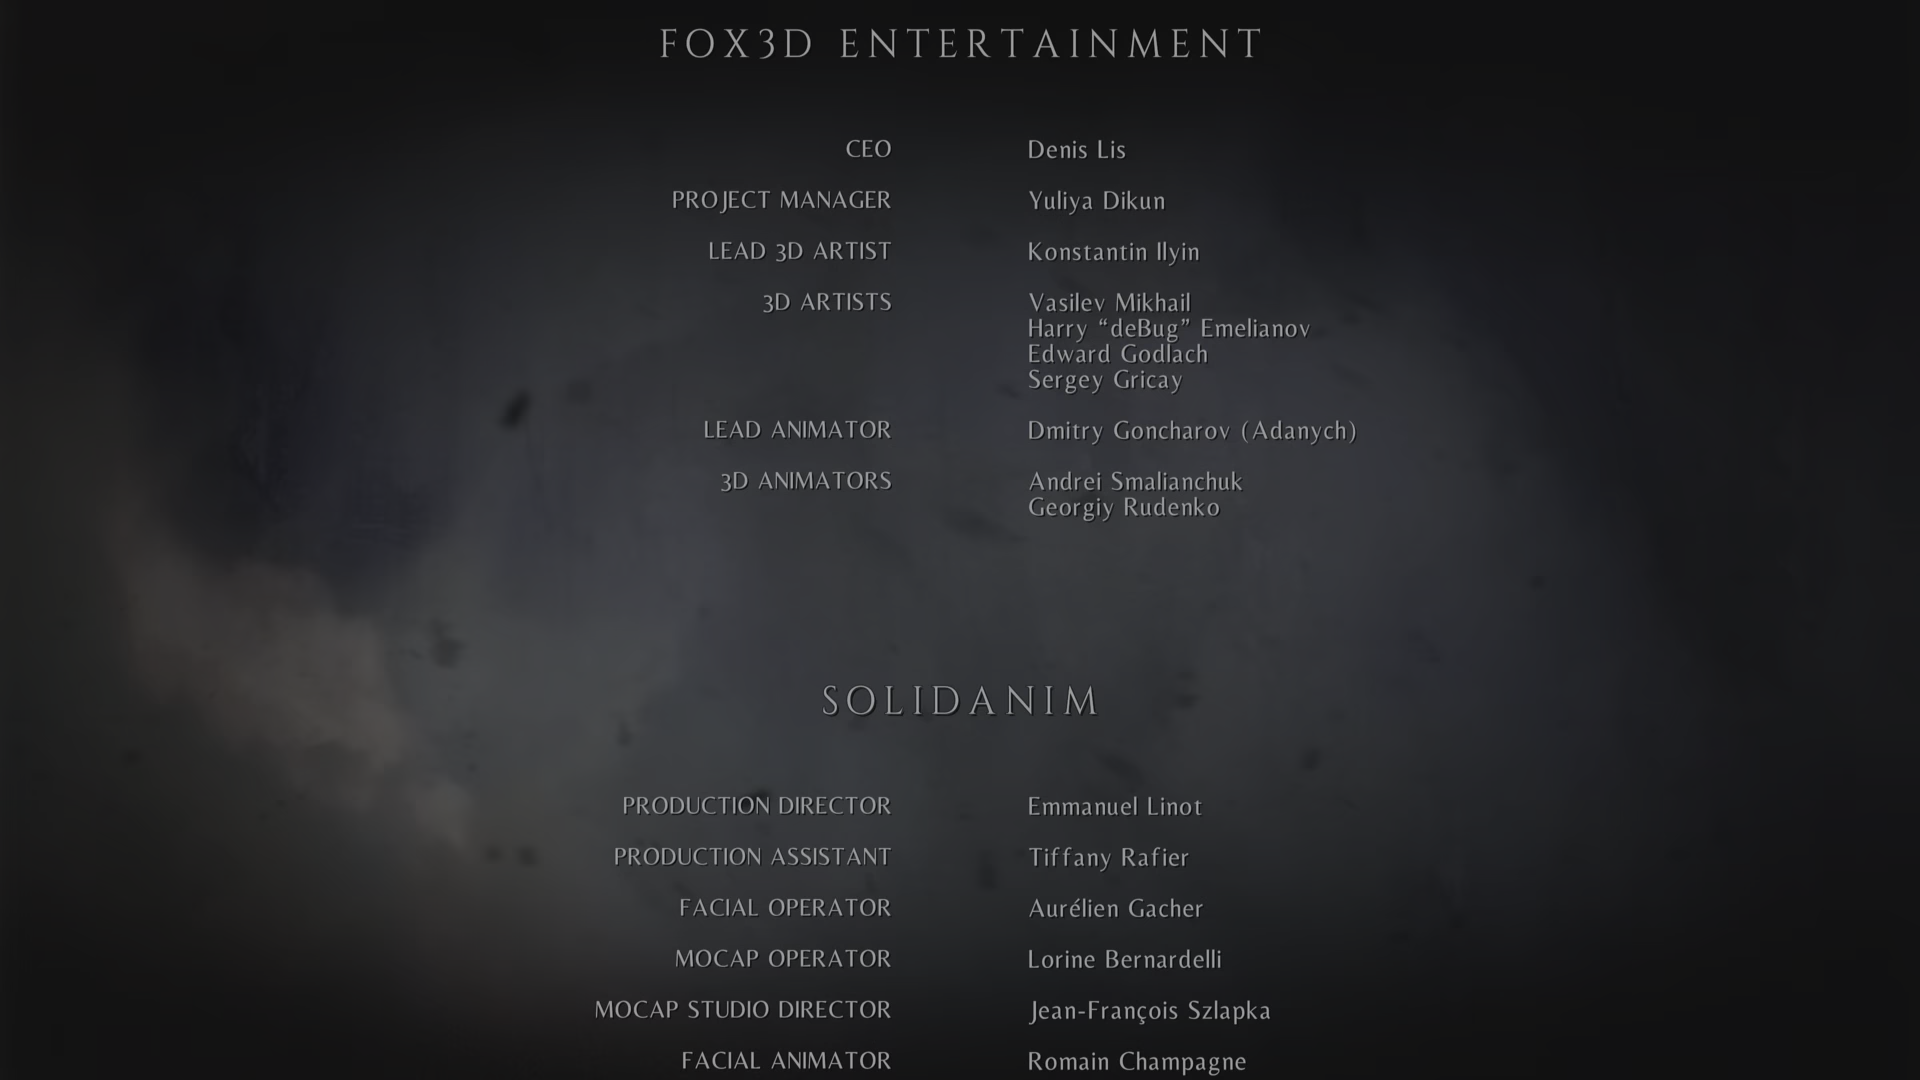 FOX3D ENTERTAINMENT
CEO Denis Lis
PROJECT MANAGER Yuliya Dikun
LEAD 3D ARTIST Konstantin Ilyin
3D ARTISTS Vasilev Mikhail
Harry “deBug” Emelianov
Edward Godlach
Sergey Gricay
LEAD ANIMATOR Dmitry Goncharov (Adanych)
3D ANIMATORS Andrei Smalianchuk
Georgiy Rudenko
SOLIDANIM
PRODUCTION DIRECTOR Emmanuel Linot
PRODUCTION ASSISTANT Tiffany Rafier
FACIAL OPERATOR Aurélien Gacher
MOCAP OPERATOR Lorine Bernardelli
MOCAP STUDIO DIRECTOR Jean-François Szlapka
FACIAL ANIMATOR Romain Champagne